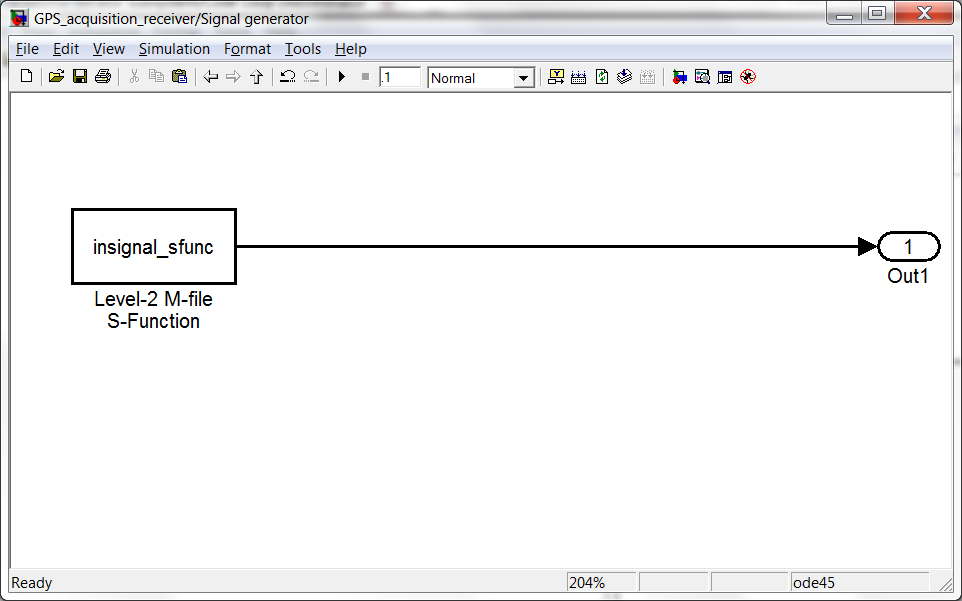 GPS_acquisition_receiver/Signal generator
File Edit View Simulation Format Tools Help
.1 Normal
insignal_sfunc
Level-2 M-file
S-Function
1
Out1
Ready 204% ode45